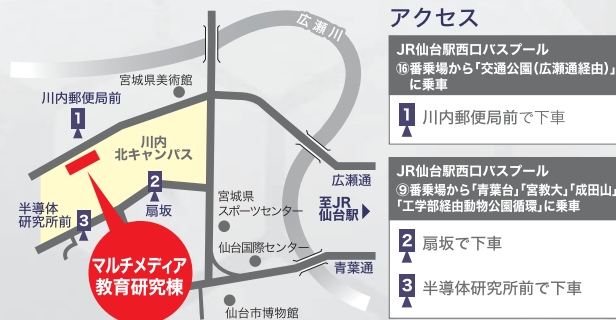 広瀬川
宮城県美術館
川内郵便局前
1
川内
北キャンパス
2
扇坂
半導体
研究所前
3
マルチメディア
教育研究棟
宮城県
スポーツセンター
仙台国際センター
仙台市博物館
広瀬通
至JR
仙台駅
青葉通
アクセス
JR仙台駅西口バスプール
⑯番乗場から「交通公園(広瀬通経由)」
に乗車
1 川内郵便局前で下車
JR仙台駅西口バスプール
⑨番乗場から「青葉台」「宮教大」「成田山」
「工学部経由動物公園循環」に乗車
2 扇坂で下車
3 半導体研究所前で下車